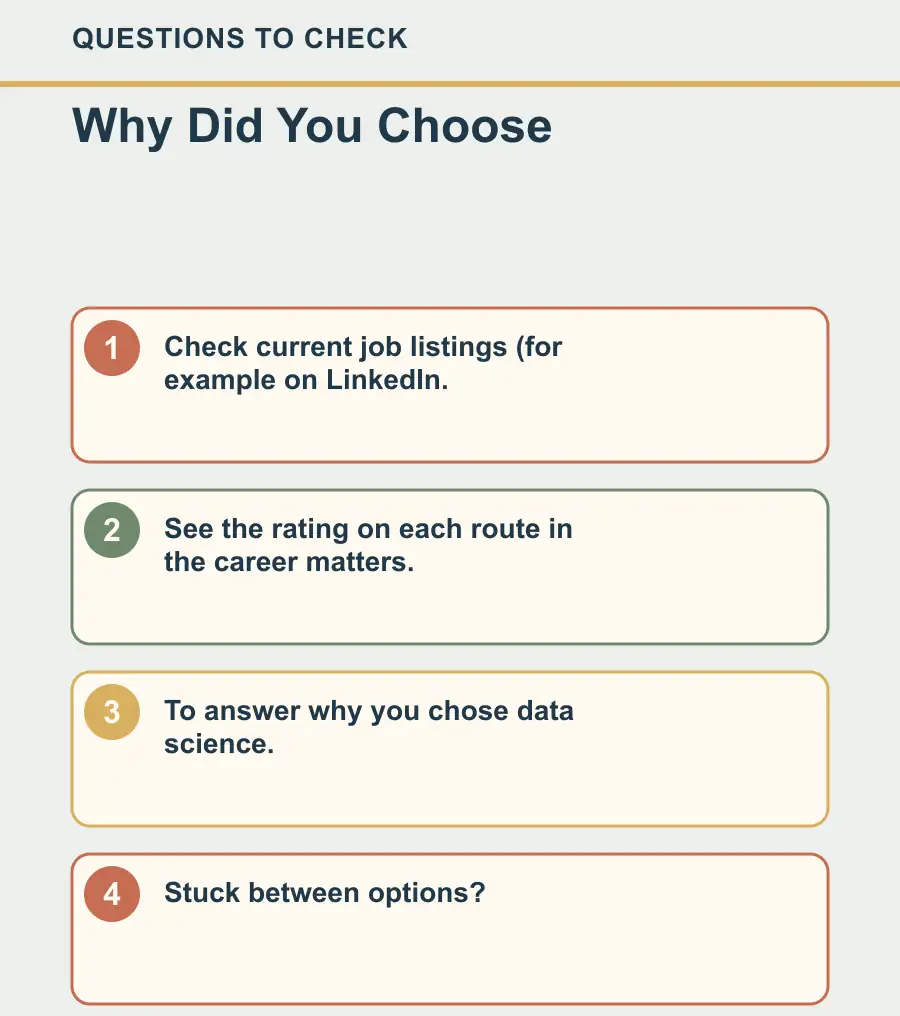 QUESTIONS TO CHECK
Why Did You Choose
1
Check current job listings (for
example on LinkedIn.
2
See the rating on each route in
the career matters.
3
To answer why you chose data
science.
4
Stuck between options?